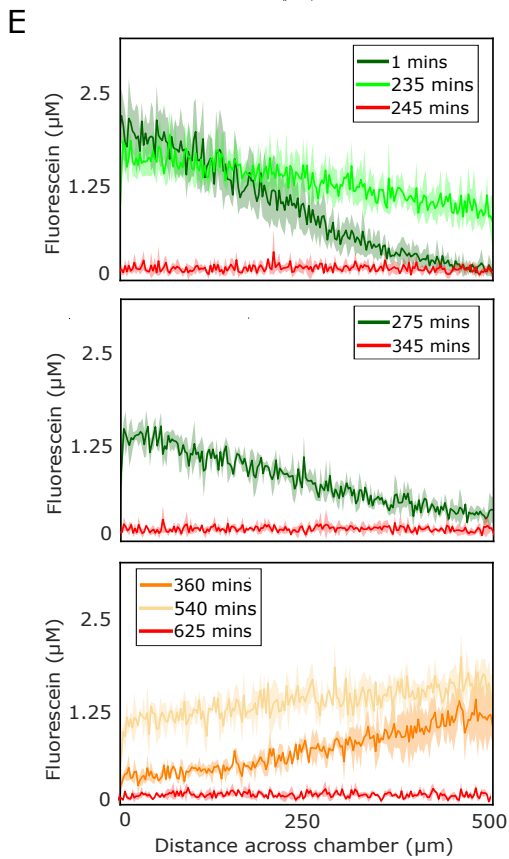 E
1 mins
235 mins
245 mins
2.5
1.25
0
Fluorescein (μM)
275 mins
345 mins
2.5
1.25
0
Fluorescein (μM)
360 mins
540 mins
625 mins
2.5
1.25
0
Fluorescein (μM)
0 250 500
Distance across chamber (μm)